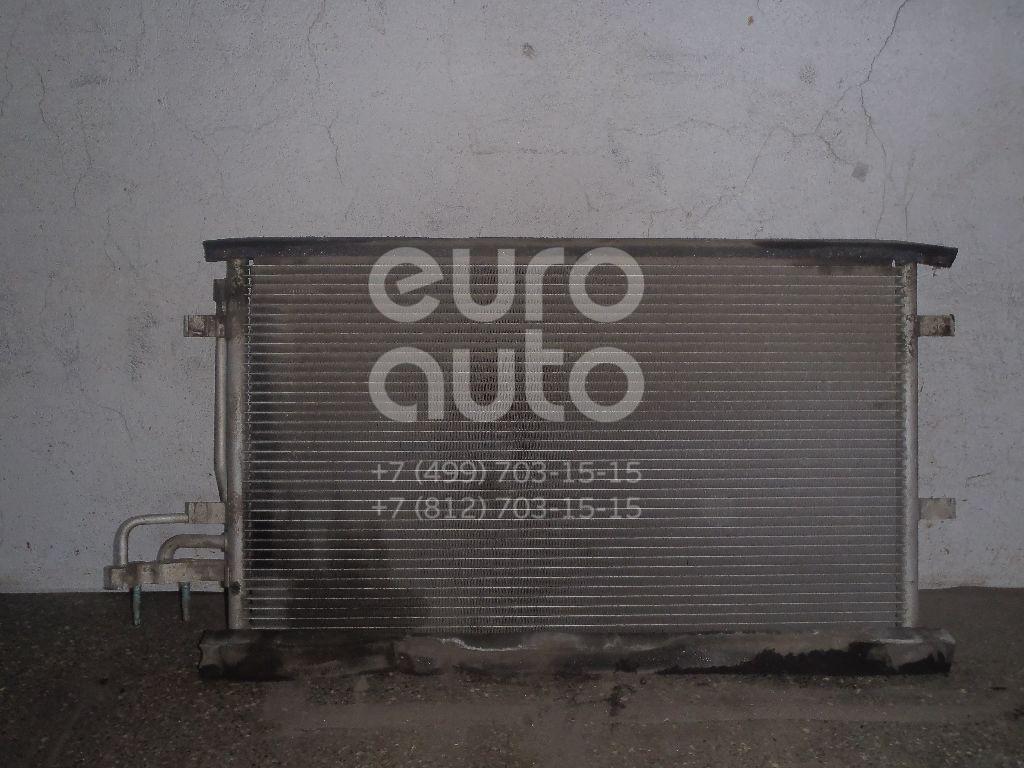 euro
auto
+7 (499) 703-15-15
+7 (812) 703-15-15